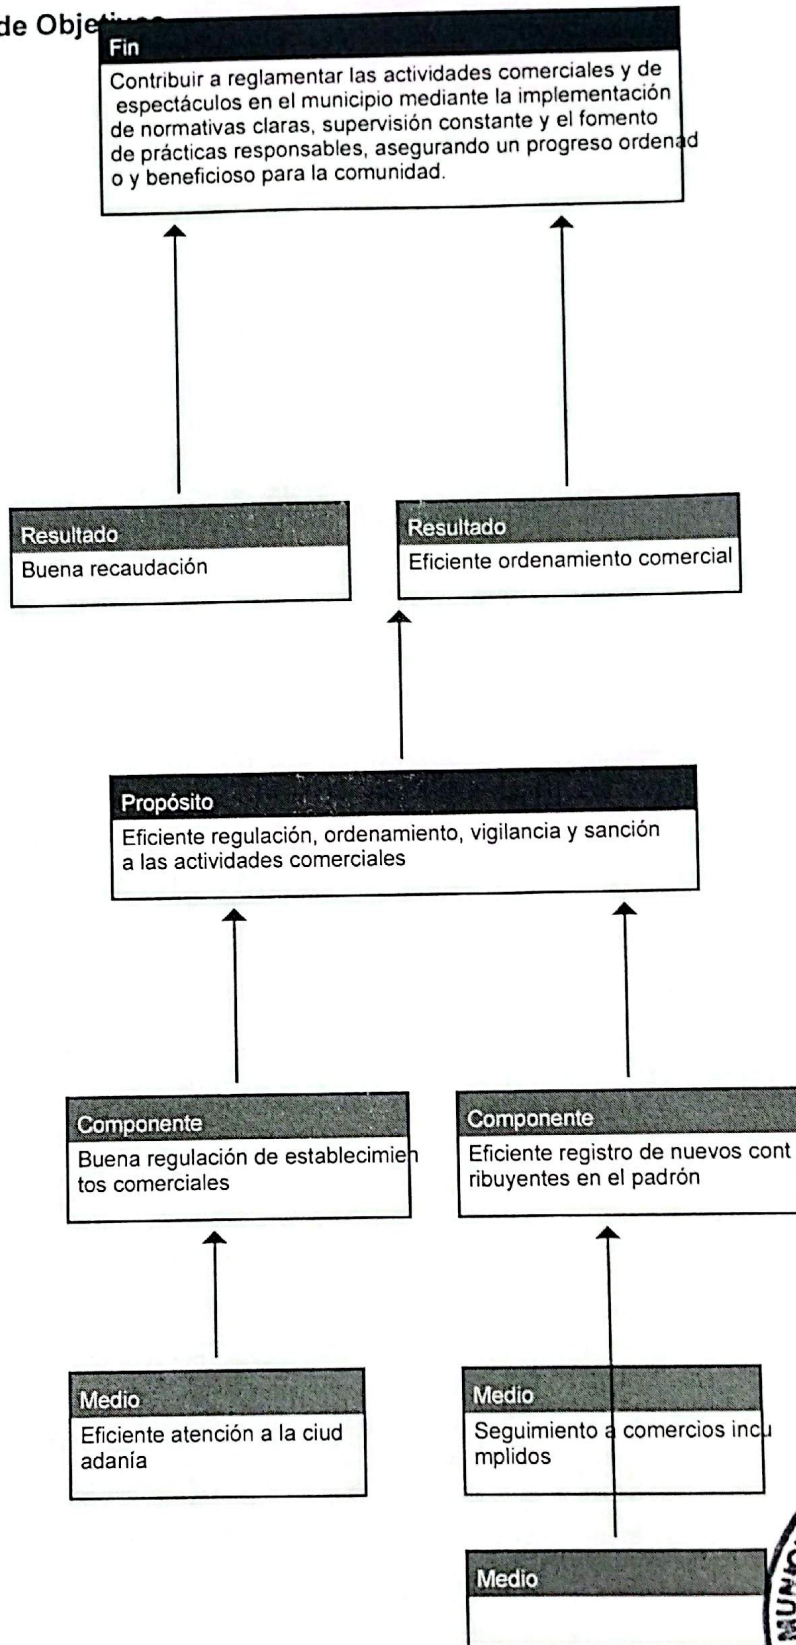 de Objetivos
Fin
Contribuir a reglamentar las actividades comerciales y de
espectáculos en el municipio mediante la implementación
de normativas claras, supervisión constante y el fomento
de prácticas responsables, asegurando un progreso ordenad
o y beneficioso para la comunidad.
Resultado
Buena recaudación
Resultado
Eficiente ordenamiento comercial
Propósito
Eficiente regulación, ordenamiento, vigilancia y sanción
a las actividades comerciales
Componente
Buena regulación de establecimien
tos comerciales
Componente
Eficiente registro de nuevos cont
ribuyentes en el padrón
Medio
Eficiente atención a la ciud
adanía
Medio
Seguimiento a comercios incu
mplidos
Medio